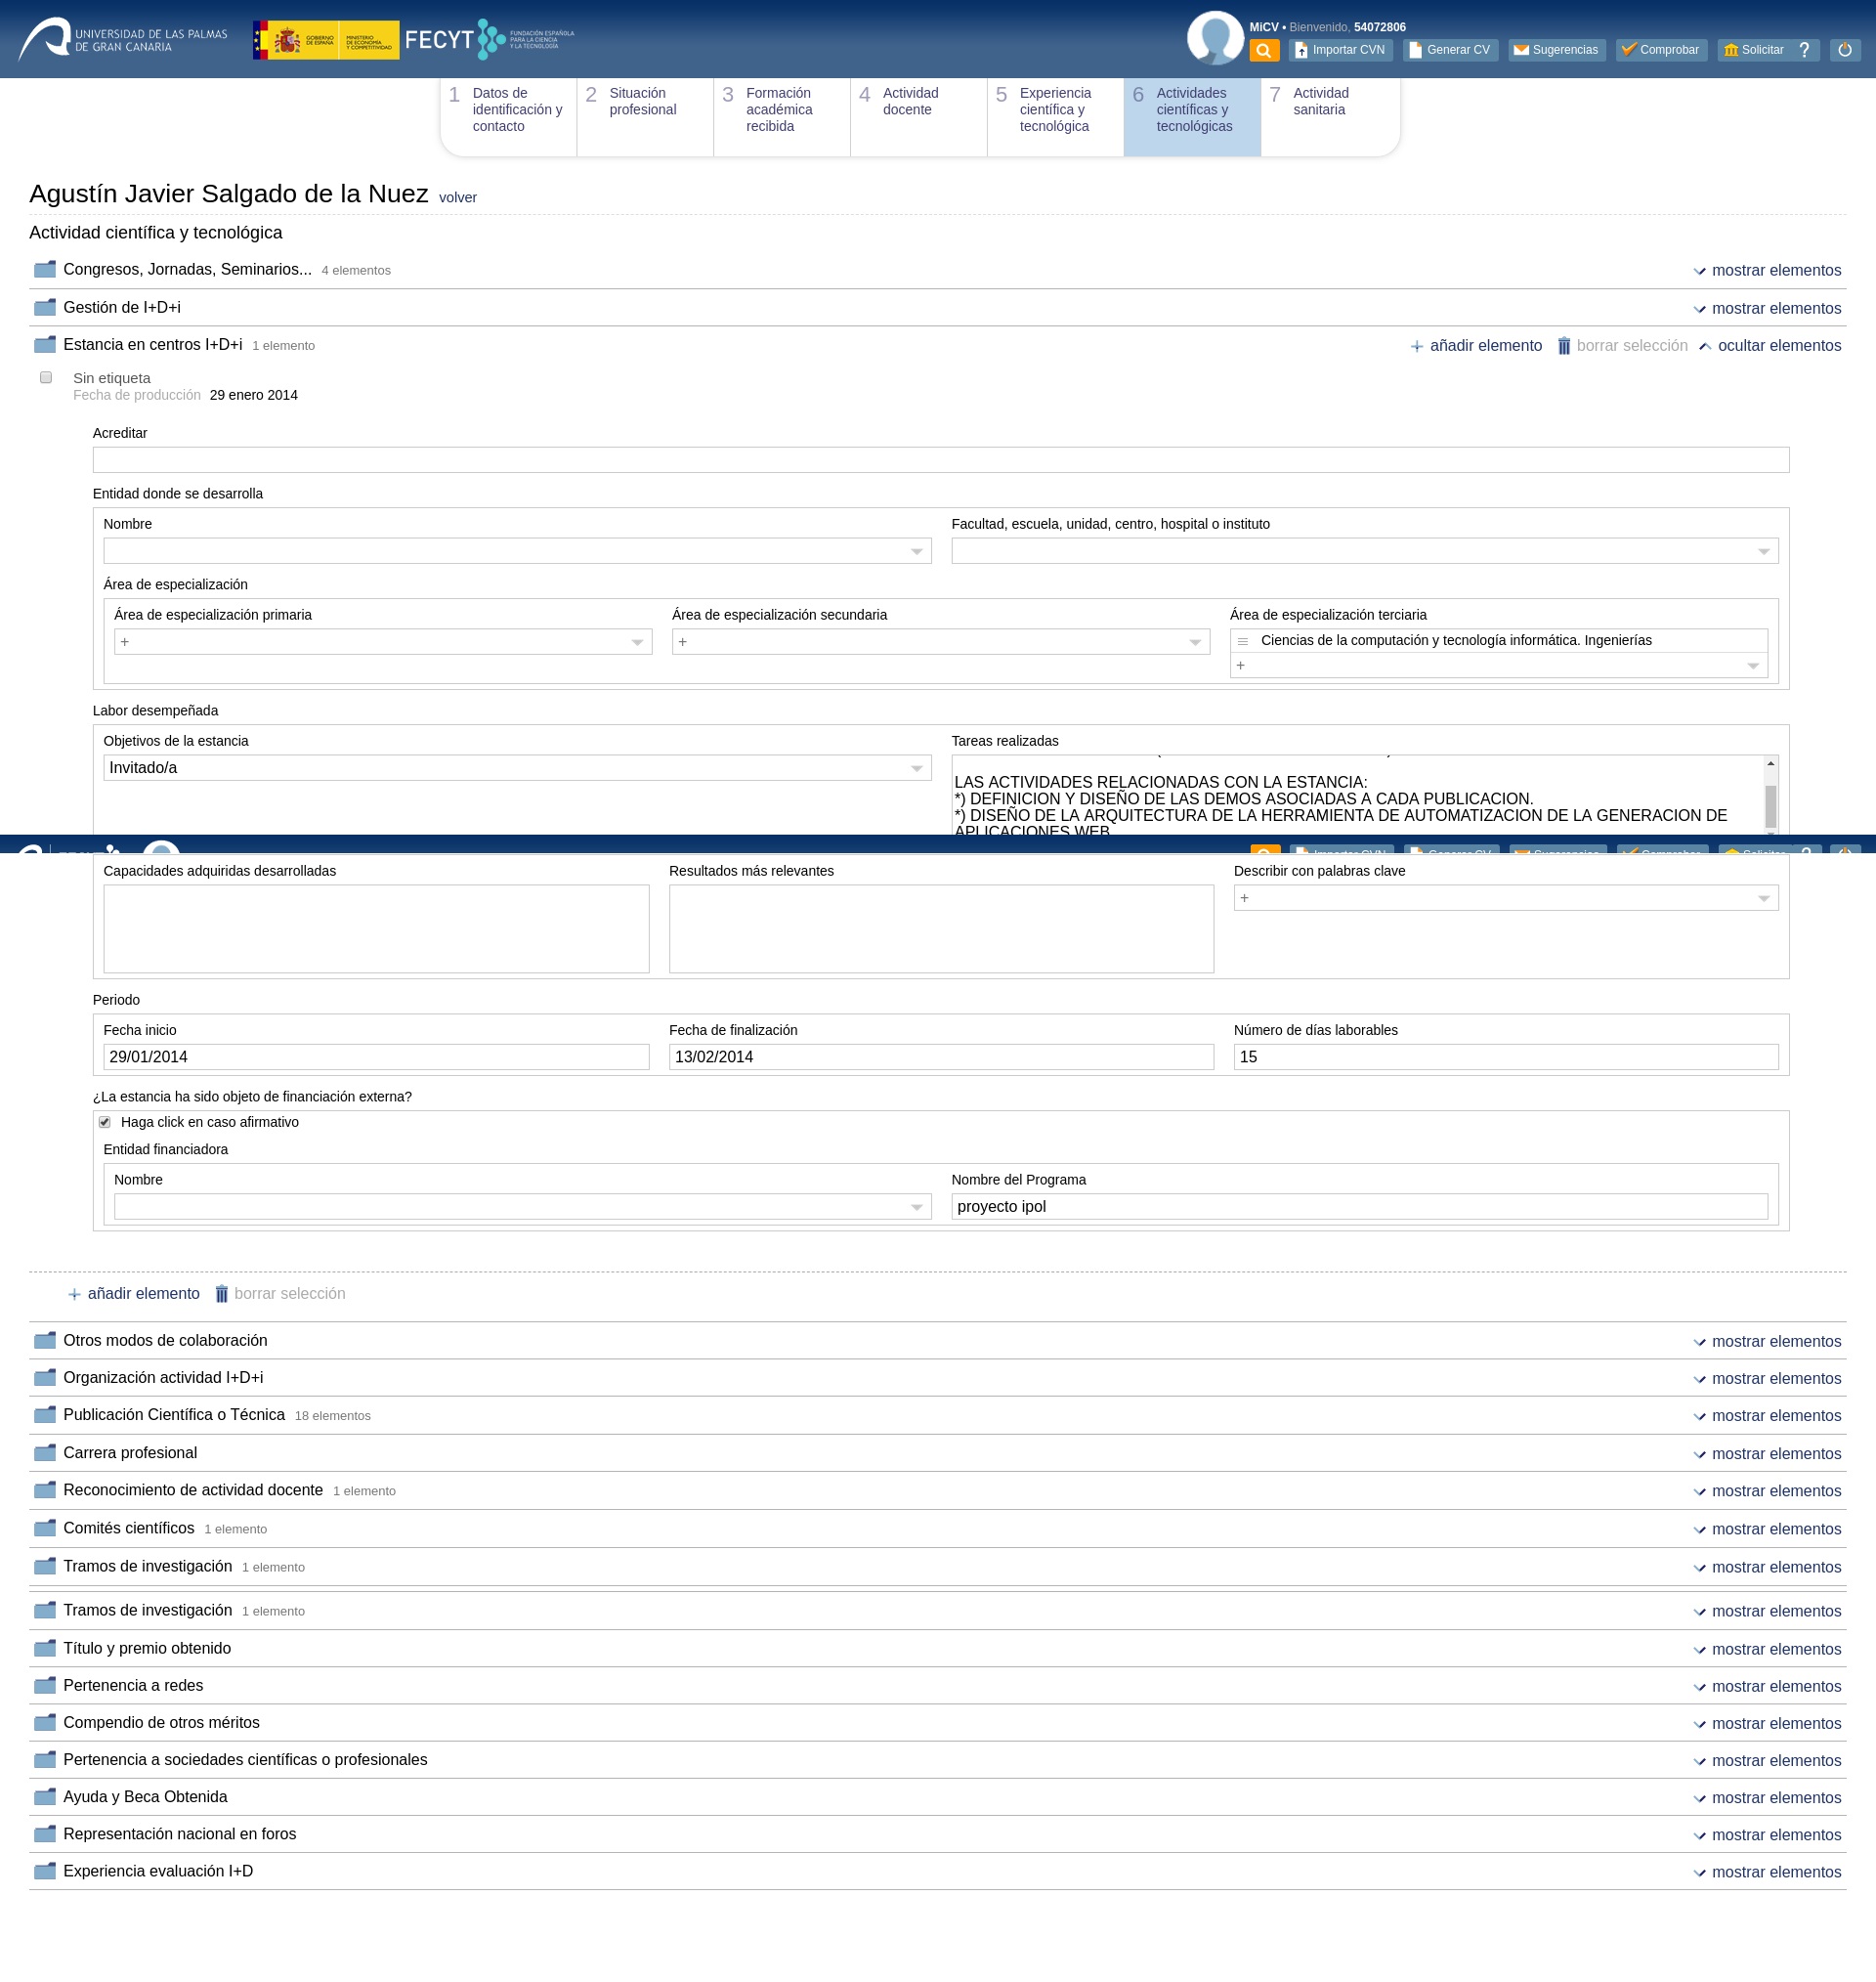 UNIVERSIDAD DE LAS PALMAS
DE GRAN CANARIA
GOBIERNO
DE ESPAÑA
MINISTERIO
DE ECONOMÍA
Y COMPETITIVIDAD
FECYT
FUNDACIÓN ESPAÑOLA
PARA LA CIENCIA
Y LA TECNOLOGÍA
MiCV • Bienvenido, 54072806
Importar CVN
Generar CV
Sugerencias
Comprobar
Solicitar
?
1 Datos de
identificación y
contacto
2 Situación
profesional
3 Formación
académica
recibida
4 Actividad
docente
5 Experiencia
científica y
tecnológica
6 Actividades
científicas y
tecnológicas
7 Actividad
sanitaria
Agustín Javier Salgado de la Nuez volver
Actividad científica y tecnológica
Congresos, Jornadas, Seminarios... 4 elementos mostrar elementos
Gestión de I+D+i mostrar elementos
Estancia en centros I+D+i 1 elemento añadir elemento borrar selección ocultar elementos
Sin etiqueta
Fecha de producción 29 enero 2014
Acreditar
Entidad donde se desarrolla
Nombre Facultad, escuela, unidad, centro, hospital o instituto
Área de especialización
Área de especialización primaria Área de especialización secundaria Área de especialización terciaria
Ciencias de la computación y tecnología informática. Ingenierías
+ + +
Labor desempeñada
Objetivos de la estancia Tareas realizadas
Invitado/a
LAS ACTIVIDADES RELACIONADAS CON LA ESTANCIA:
*) DEFINICION Y DISEÑO DE LAS DEMOS ASOCIADAS A CADA PUBLICACION.
*) DISEÑO DE LA ARQUITECTURA DE LA HERRAMIENTA DE AUTOMATIZACION DE LA GENERACION DE
APLICACIONES WEB
Capacidades adquiridas desarrolladas Resultados más relevantes Describir con palabras clave
+
Periodo
Fecha inicio Fecha de finalización Número de días laborables
29/01/2014 13/02/2014 15
¿La estancia ha sido objeto de financiación externa?
Haga click en caso afirmativo
Entidad financiadora
Nombre Nombre del Programa
proyecto ipol
añadir elemento borrar selección
Otros modos de colaboración mostrar elementos
Organización actividad I+D+i mostrar elementos
Publicación Científica o Técnica 18 elementos mostrar elementos
Carrera profesional mostrar elementos
Reconocimiento de actividad docente 1 elemento mostrar elementos
Comités científicos 1 elemento mostrar elementos
Tramos de investigación 1 elemento mostrar elementos
Tramos de investigación 1 elemento mostrar elementos
Título y premio obtenido mostrar elementos
Pertenencia a redes mostrar elementos
Compendio de otros méritos mostrar elementos
Pertenencia a sociedades científicas o profesionales mostrar elementos
Ayuda y Beca Obtenida mostrar elementos
Representación nacional en foros mostrar elementos
Experiencia evaluación I+D mostrar elementos